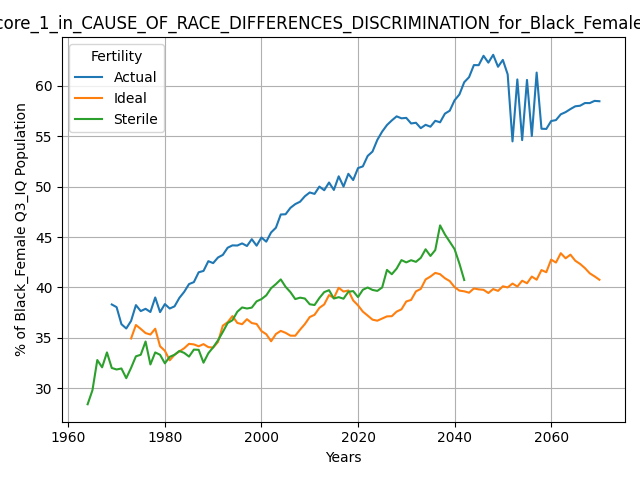 core_1_in_CAUSE_OF_RACE_DIFFERENCES_DISCRIMINATION_for_Black_Female
Fertility
Actual
Ideal
Sterile
% of Black_Female Q3_IQ Population
60
55
50
45
40
35
30
1960
1980
2000
2020
2040
2060
Years